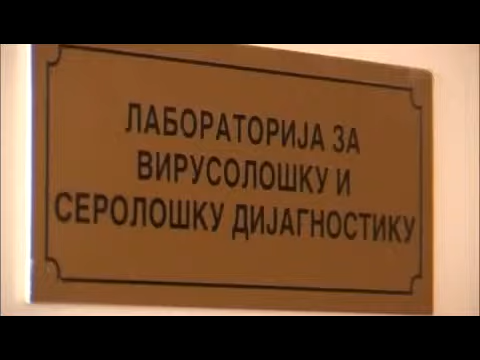 ЛАБОРАТОРИЈА ЗА
ВИРУСОЛОШКУ И
СЕРОЛОШКУ ДИЈАГНОСТИКУ